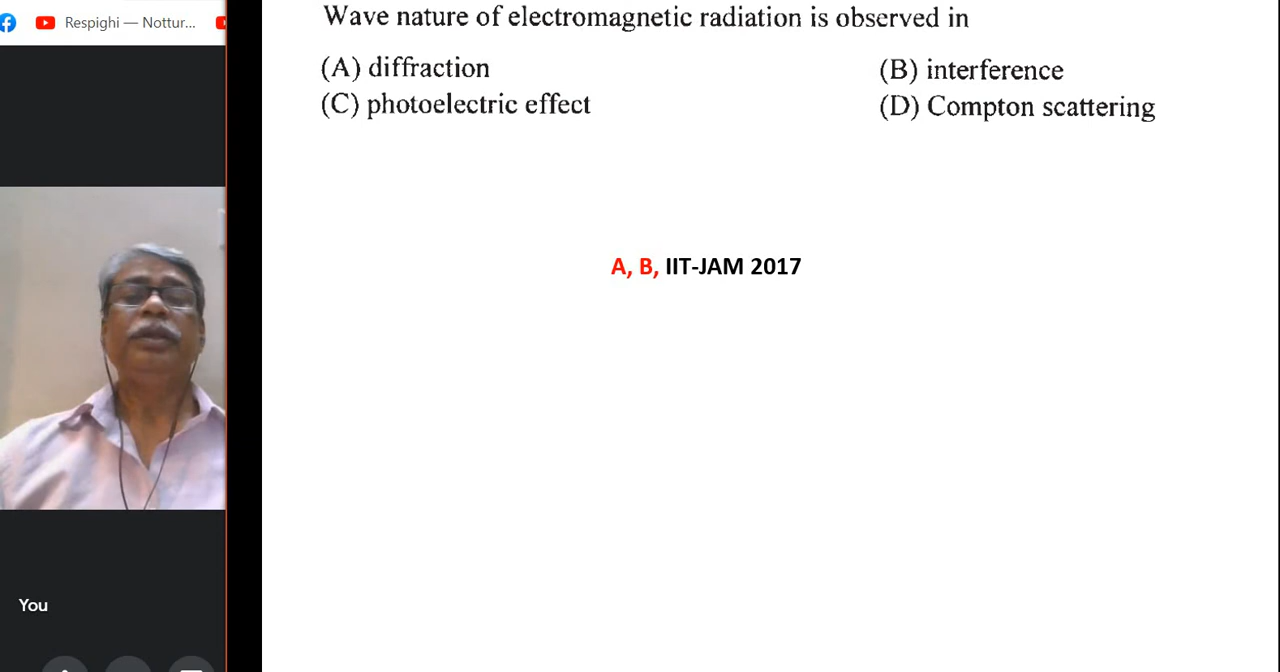 Respighi — Nottur...
Wave nature of electromagnetic radiation is observed in
(A) diffraction
(B) interference
(C) photoelectric effect
(D) Compton scattering
A, B, IIT-JAM 2017
You